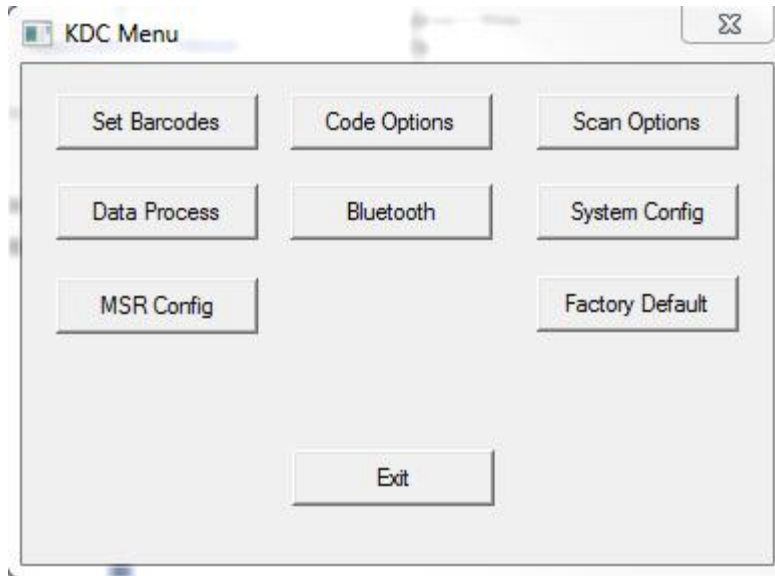 KDC Menu
Set Barcodes Code Options Scan Options
Data Process Bluetooth System Config
MSR Config Factory Default
Exit